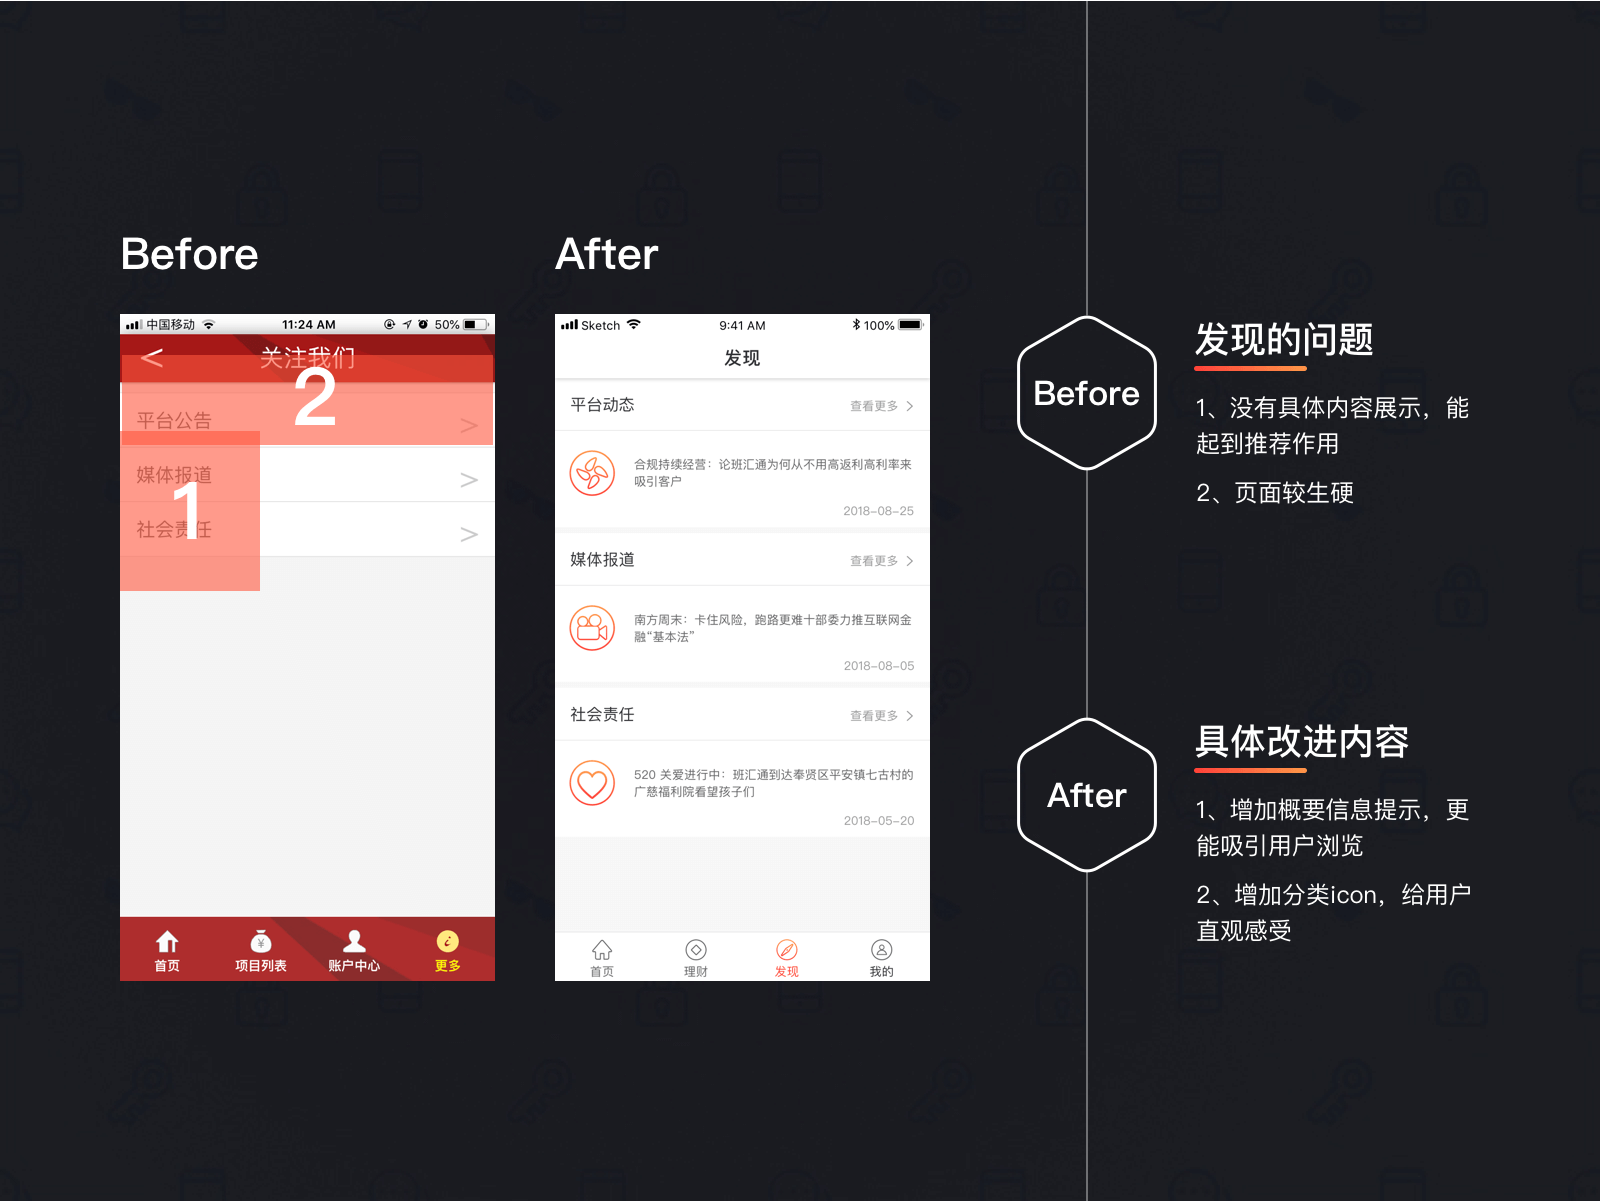 Before
After
中国移动
11:24 AM
50%
<
关注我们
2
平台公告
>
媒体报道
>
1
社会责任
>
首页
项目列表
账户中心
更多
Sketch
9:41 AM
100%
发现
平台动态
查看更多 >
合规持续经营：论班汇通为何从不用高返利高利率来
吸引客户
2018-08-25
媒体报道
查看更多 >
南方周末：卡住风险，跑路更难十部委力推互联网金
融“基本法”
2018-08-05
社会责任
查看更多 >
520 关爱进行中：班汇通到达奉贤区平安镇七古村的
广慈福利院看望孩子们
2018-05-20
首页
理财
发现
我的
Before
发现的问题
1、没有具体内容展示，能
起到推荐作用
2、页面较生硬
After
具体改进内容
1、增加概要信息提示，更
能吸引用户浏览
2、增加分类icon，给用户
直观感受